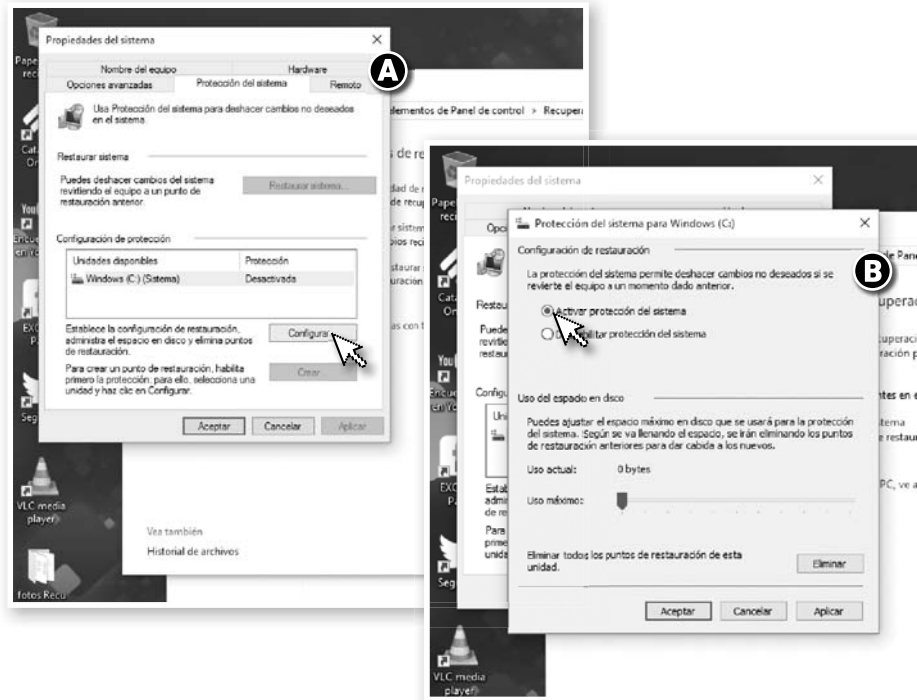 Propiedades del sistema
Nombre del equipo
Hardware
Opciones avanzadas
Protección del sistema
Remoto
A
Usa Protección del sistema para deshacer cambios no deseados
en el sistema.
Restaurar sistema
Puedes deshacer cambios del sistema
revirtiendo el equipo a un punto de
restauración anterior.
Restaurar sistema...
Configuración de protección
Unidades disponibles
Protección
Windows (C:) (Sistema)
Desactivada
Establece la configuración de restauración,
administra el espacio en disco y elimina puntos
de restauración.
Configurar
Para crear un punto de restauración, habilita
primero la protección; para ello, selecciona una
unidad y haz clic en Configurar.
Crear...
Aceptar
Cancelar
Aplicar
de Panel de control > Recuper
VLC media
player
fotos Recu
Vea también
Historial de archivos
Propiedades del sistema
Protección del sistema para Windows (C:)
B
Configuración de restauración
La protección del sistema permite deshacer cambios no deseados si se
revierte el equipo a un momento dado anterior.
Activar protección del sistema
protección del sistema
Uso del espacio en disco
Puedes ajustar el espacio máximo en disco que se usará para la protección
del sistema. Según se va llenando el espacio, se irán eliminando los puntos
de restauración anteriores para dar cabida a los nuevos.
Uso actual:
0 bytes
Uso máximo:
Eliminar todos los puntos de restauración de esta
unidad.
Eliminar
Aceptar
Cancelar
Aplicar
VLC media
player